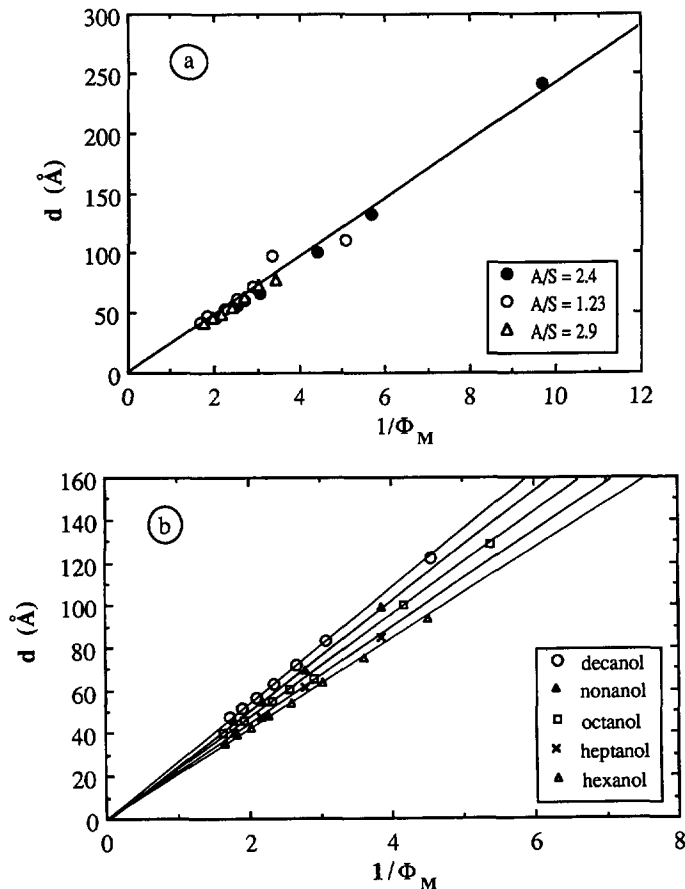 a
300
250
200
150
100
50
0
d (Å)
A/S = 2.4
A/S = 1.23
A/S = 2.9
0 2 4 6 8 10 12
1/Φ_M
b
160
140
120
100
80
60
40
20
0
d (Å)
decanol
nonanol
octanol
heptanol
hexanol
0 2 4 6 8
1/Φ_M